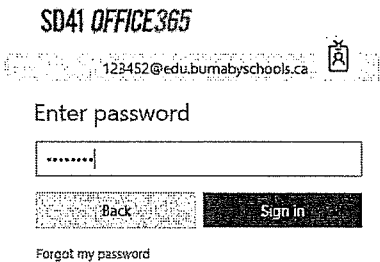 SD41 OFFICE365
123452@edu.burnabyschools.ca
Enter password
••••••••
Back
Sign in
Forgot my password